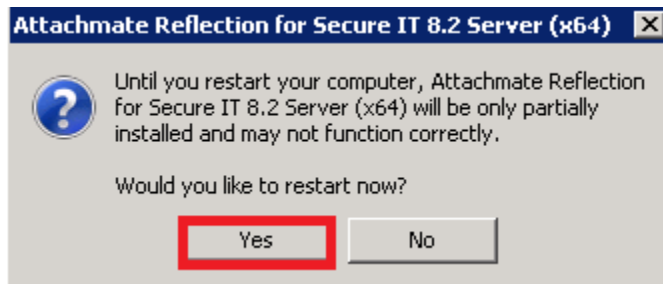 Attachmate Reflection for Secure IT 8.2 Server (x64)
Until you restart your computer, Attachmate Reflection
for Secure IT 8.2 Server (x64) will be only partially
installed and may not function correctly.
Would you like to restart now?
Yes No